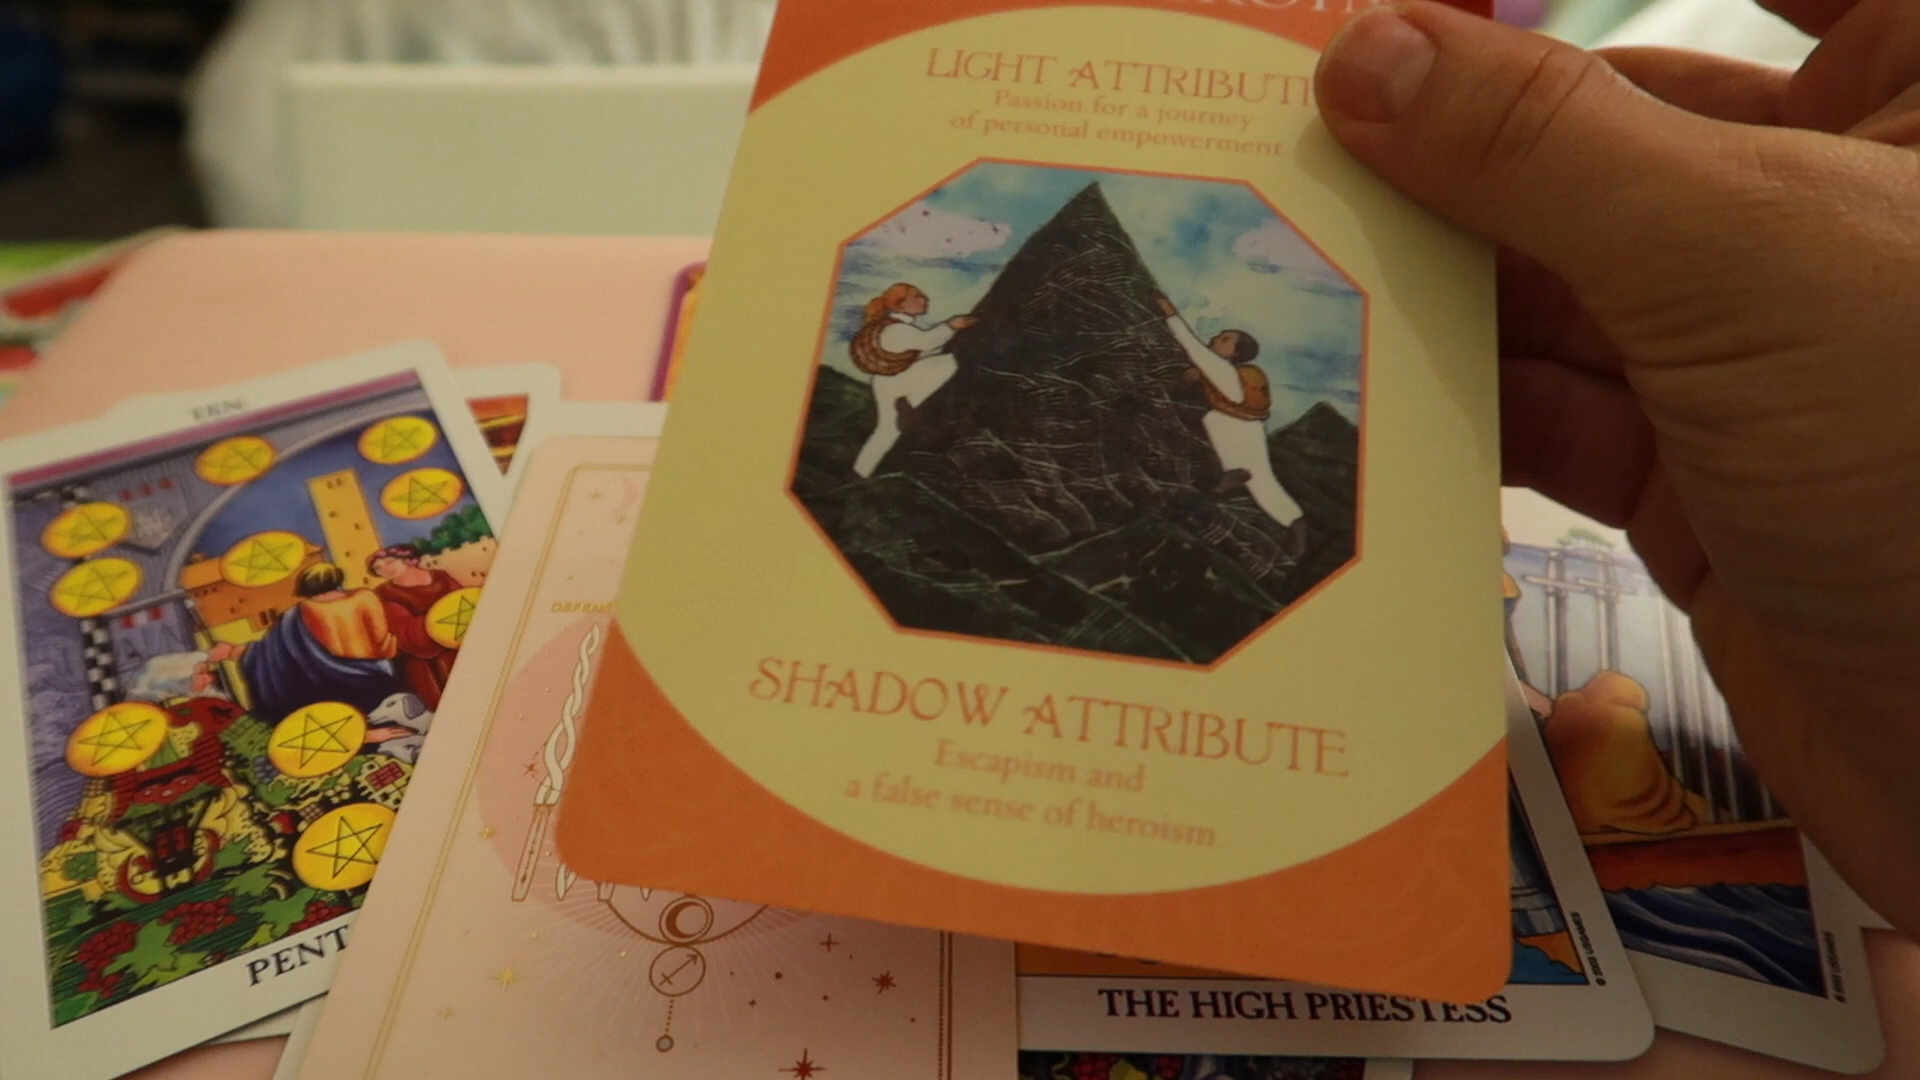 LIGHT ATTRIBUTE
Passion for a journey
of personal empowerment.
SHADOW ATTRIBUTE
Escapism and
a false sense of heroism
TEN
PENT
DEFEN
THE HIGH PRIESTESS